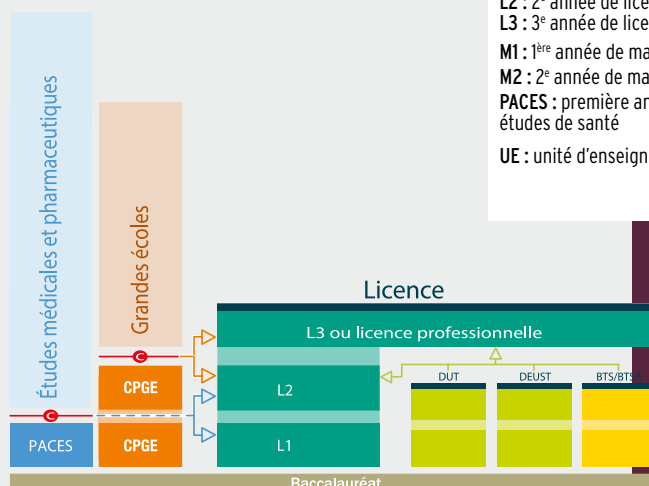 L2 : 2e année de lice
L3 : 3e année de lice
M1 : 1ère année de ma
M2 : 2e année de ma
PACES : première an
études de santé
UE : unité d'enseign
Études médicales et pharmaceutiques
Grandes écoles
Licence
L3 ou licence professionnelle
C
CPGE
L2
DUT
DEUST
BTS/BTSA
C
PACES
CPGE
L1
Baccalauréat